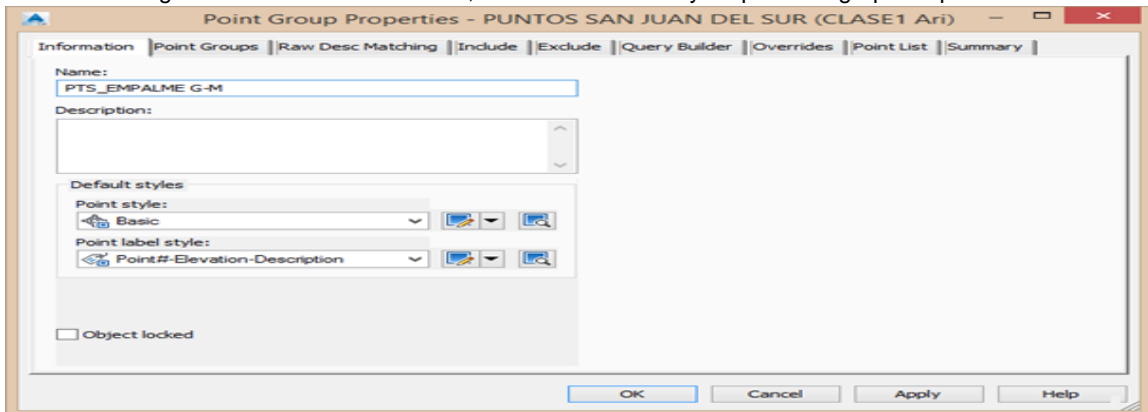 Point Group Properties - PUNTOS SAN JUAN DEL SUR (CLASE1 Ari)
Information Point Groups Raw Desc Matching Include Exclude Query Builder Overrides Point List Summary
Name:
PTS_EMPALME G-M
Description:
Default styles
Point style:
Basic
Point label style:
Point#-Elevation-Description
Object locked
OK Cancel Apply Help